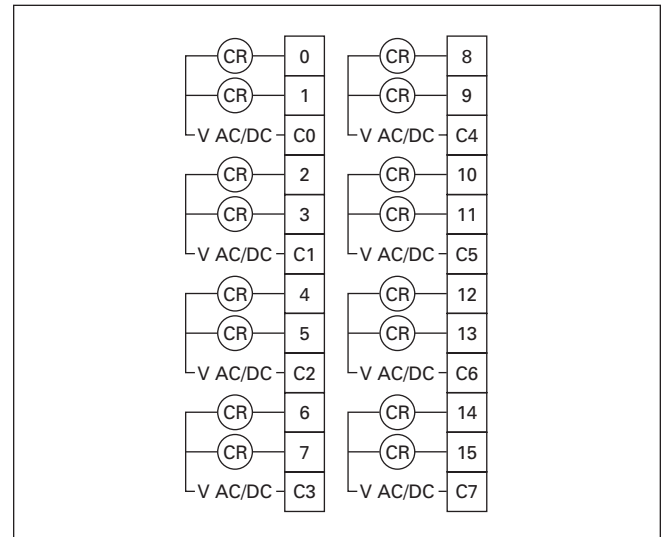 CR 0
CR 1
V AC/DC C0
CR 2
CR 3
V AC/DC C1
CR 4
CR 5
V AC/DC C2
CR 6
CR 7
V AC/DC C3
CR 8
CR 9
V AC/DC C4
CR 10
CR 11
V AC/DC C5
CR 12
CR 13
V AC/DC C6
CR 14
CR 15
V AC/DC C7